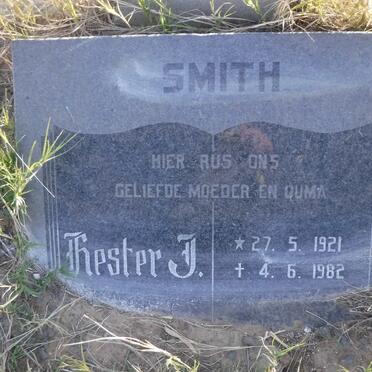 SMITH
HIER RUS ONS
GELIEFDE MOEDER EN OUMA
Hester J.
★ 27. 5. 1921
✝ 4. 6. 1982